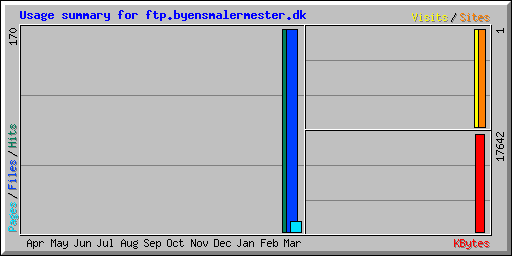 Usage summary for ftp.byensmalermester.dk
Visits / Sites
170
1
Pages / Files / Hits
17642
Apr May Jun Jul Aug Sep Oct Nov Dec Jan Feb Mar
KBytes